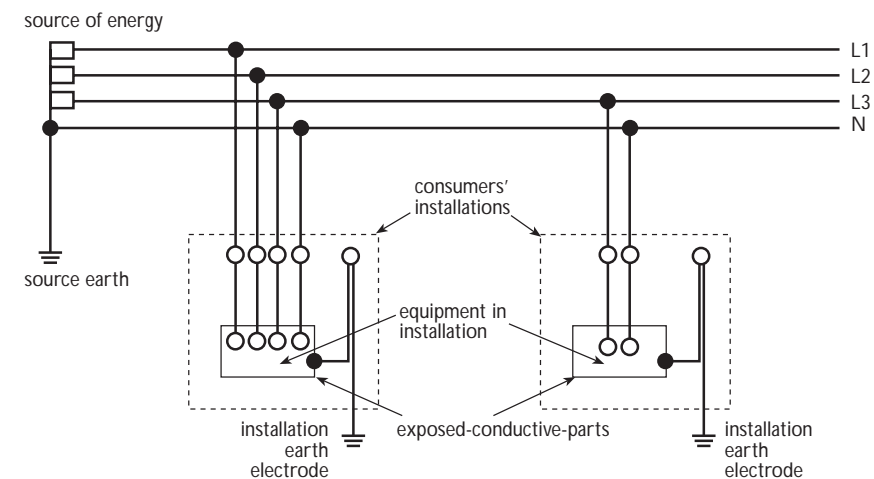 source of energy
L1
L2
L3
N
consumers’
installations
source earth
equipment in
installation
installation
earth
electrode
exposed-conductive-parts
installation
earth
electrode